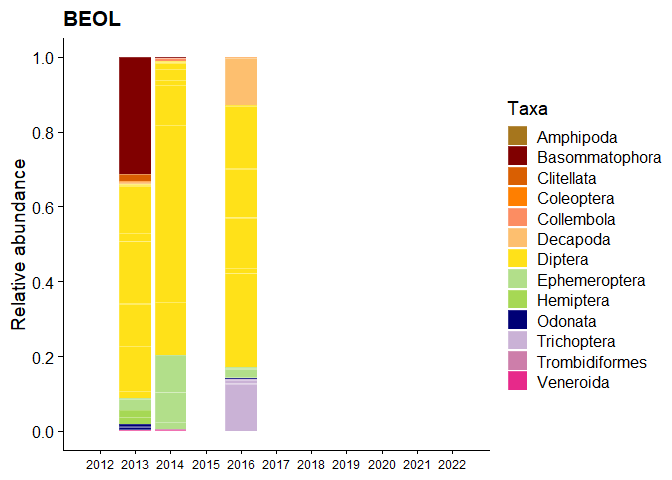 BEOL
Relative abundance
1.0
0.8
0.6
0.4
0.2
0.0
2012 2013 2014 2015 2016 2017 2018 2019 2020 2021 2022
Taxa
Amphipoda
Basommatophora
Clitellata
Coleoptera
Collembola
Decapoda
Diptera
Ephemeroptera
Hemiptera
Odonata
Trichoptera
Trombidiformes
Veneroida